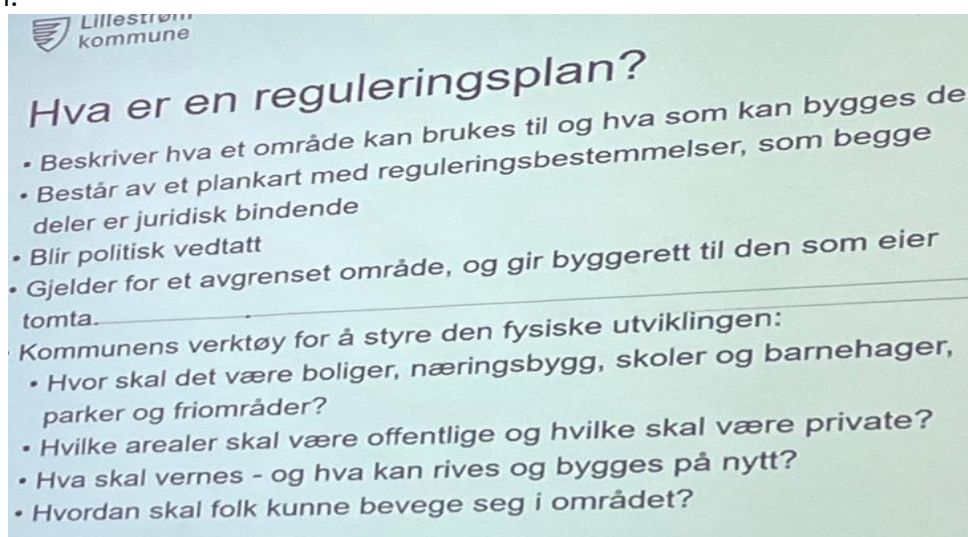 Lillestrøm
kommune
Hva er en reguleringsplan?
• Beskriver hva et område kan brukes til og hva som kan bygges de
• Består av et plankart med reguleringsbestemmelser, som begge
deler er juridisk bindende
• Blir politisk vedtatt
• Gjelder for et avgrenset område, og gir byggerett til den som eier
tomta.
Kommunens verktøy for å styre den fysiske utviklingen:
• Hvor skal det være boliger, næringsbygg, skoler og barnehager,
parker og friområder?
• Hvilke arealer skal være offentlige og hvilke skal være private?
• Hva skal vernes - og hva kan rives og bygges på nytt?
• Hvordan skal folk kunne bevege seg i området?